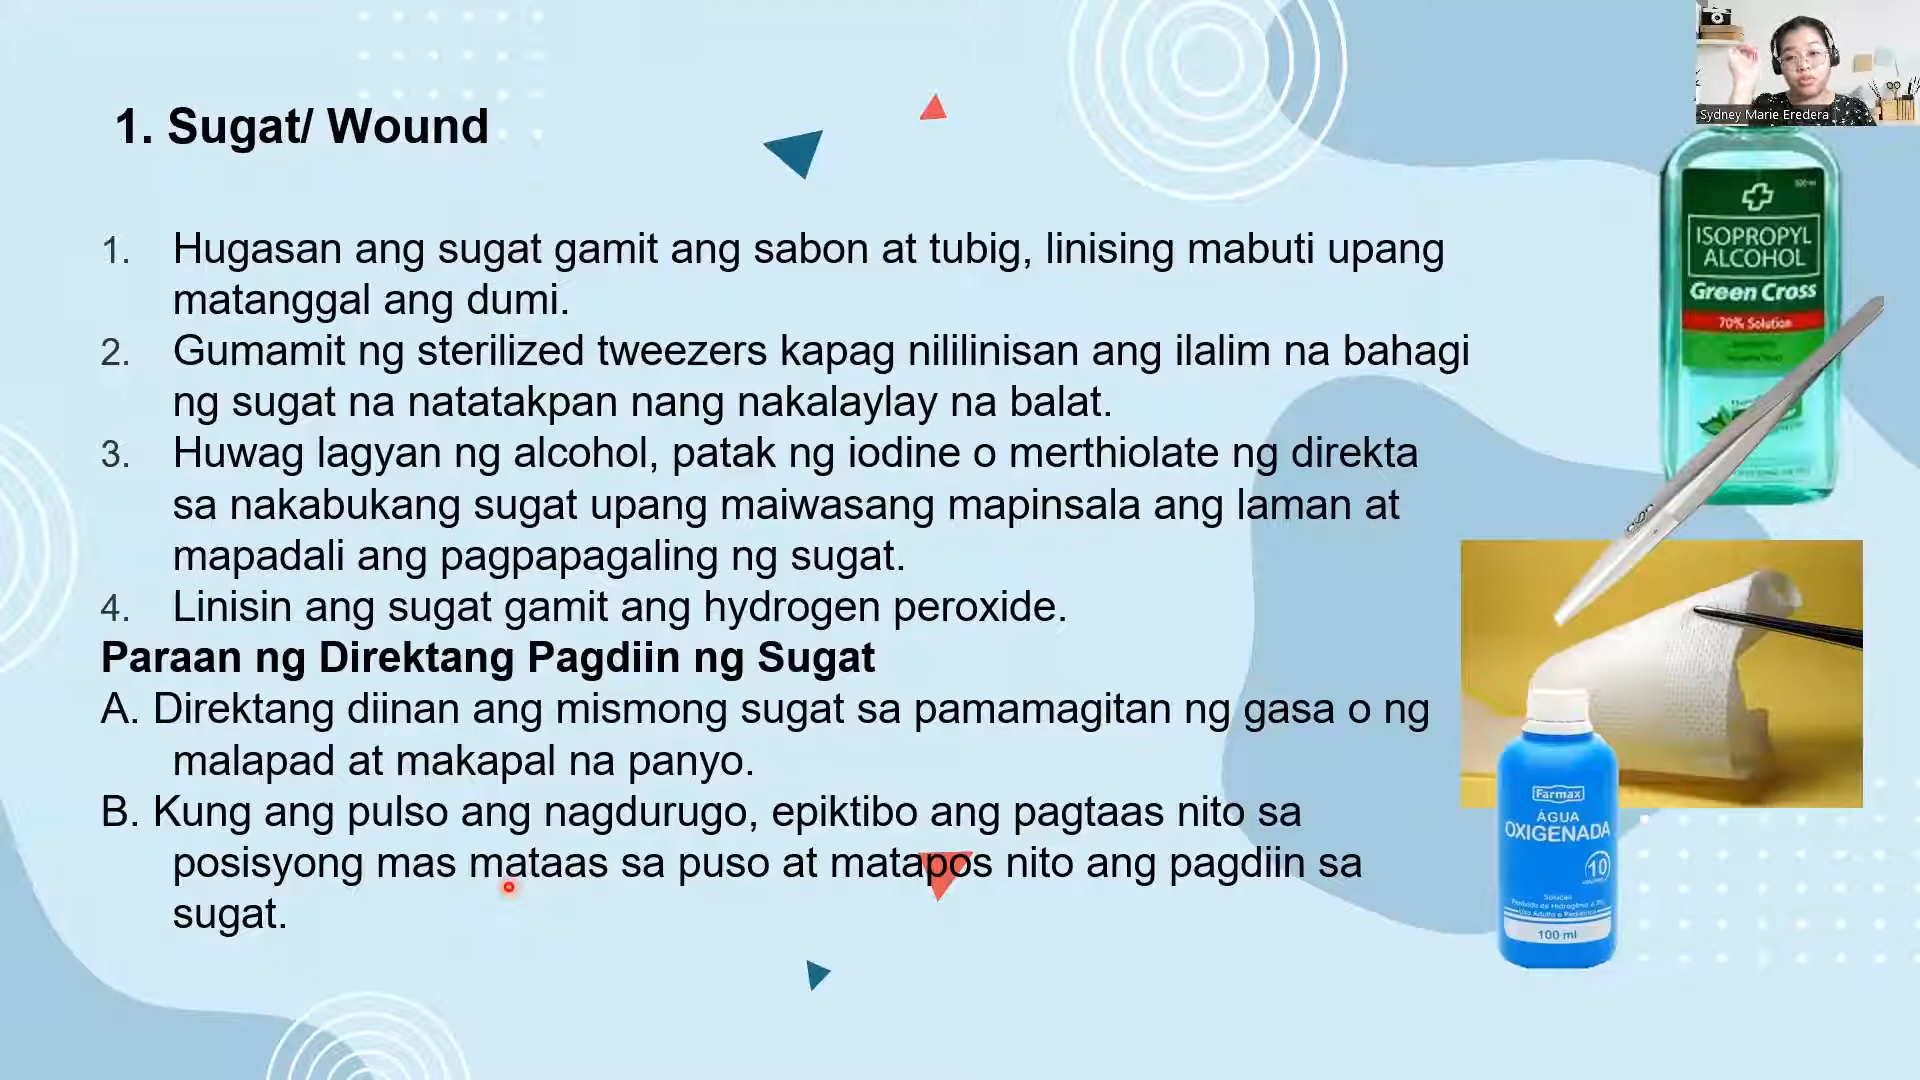 Sydney Marie Eredera
1. Sugat/ Wound
1. Hugasan ang sugat gamit ang sabon at tubig, linising mabuti upang
matanggal ang dumi.
2. Gumamit ng sterilized tweezers kapag nililinisan ang ilalim na bahagi
ng sugat na natatakpan nang nakalaylay na balat.
3. Huwag lagyan ng alcohol, patak ng iodine o merthiolate ng direkta
sa nakabukang sugat upang maiwasang mapinsala ang laman at
mapadali ang pagpapagaling ng sugat.
4. Linisin ang sugat gamit ang hydrogen peroxide.
Paraan ng Direktang Pagdiin ng Sugat
A. Direktang diinan ang mismong sugat sa pamamagitan ng gasa o ng
malapad at makapal na panyo.
B. Kung ang pulso ang nagdurugo, epiktibo ang pagtaas nito sa
posisyong mas mataas sa puso at matapos nito ang pagdiin sa
sugat.
ISOPROPYL
ALCOHOL
Green Cross
70% Solution
Farmax
ÁGUA
OXIGENADA
10
100 ml